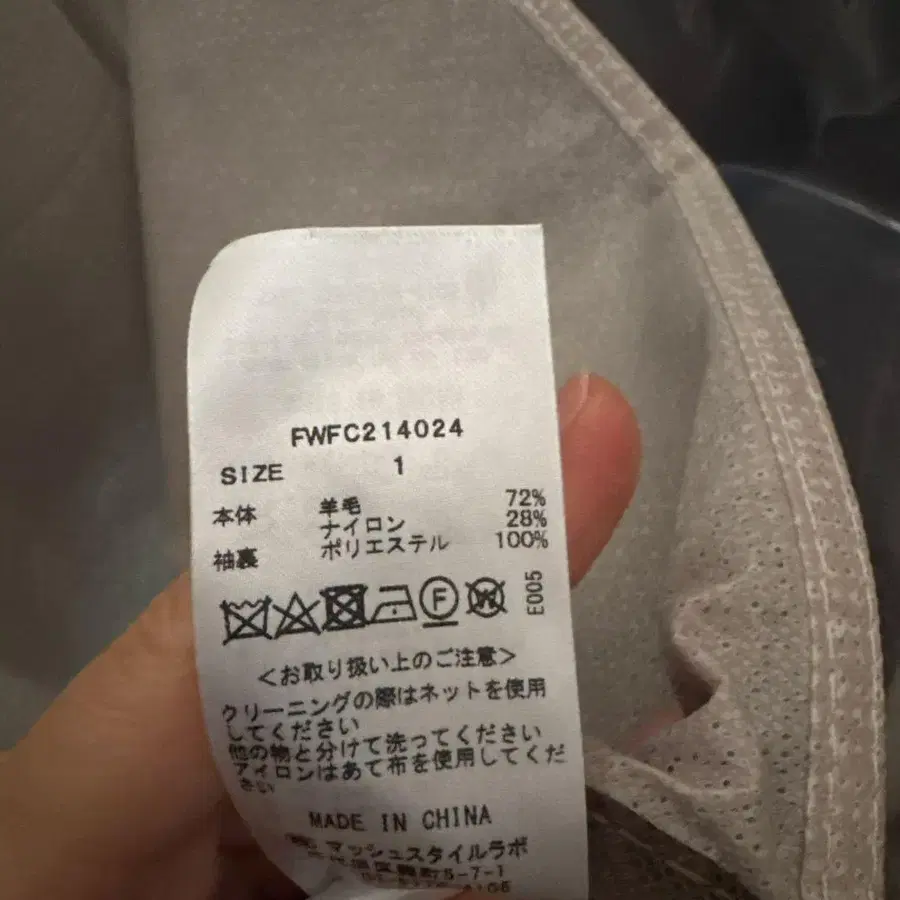 FWFC214024
SIZE 1
本体 羊毛 72%
ナイロン 28%
袖裏 ポリエステル 100%
F W E005
<お取り扱い上のご注意>
クリーニングの際はネットを使用
してください
他の物と分けて洗ってください
アイロンはあて布を使用してくだ
さい
MADE IN CHINA
マッシュスタイルラボ
5-7-1